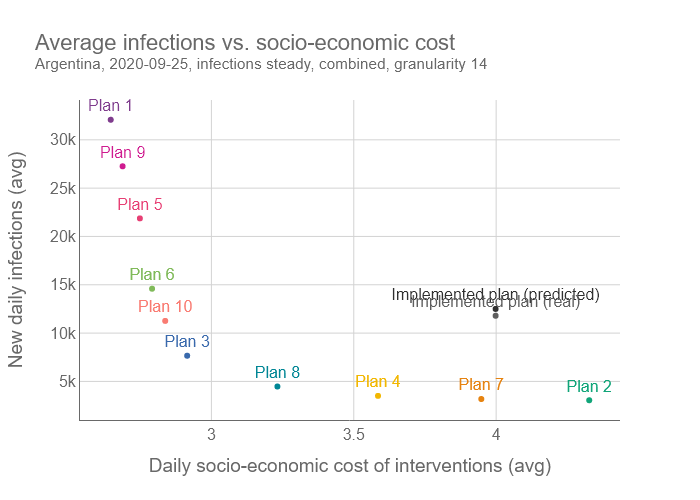 Average infections vs. socio-economic cost
Argentina, 2020-09-25, infections steady, combined, granularity 14
New daily infections (avg)
30k
25k
20k
15k
10k
5k
Plan 1
Plan 9
Plan 5
Plan 6
Plan 10
Plan 3
Plan 8
Plan 4
Plan 7
Plan 2
Implemented plan (predicted)
Implemented plan (real)
3
3.5
4
Daily socio-economic cost of interventions (avg)